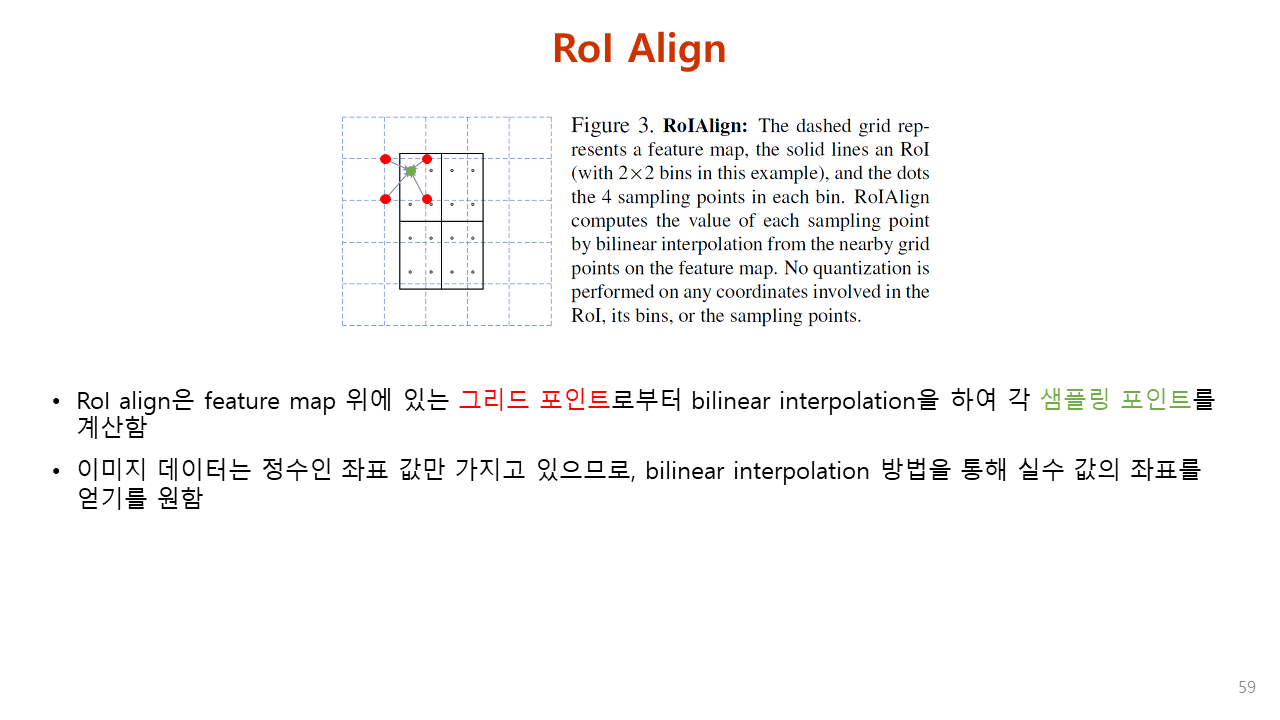 RoI Align
Figure 3. RoIAlign: The dashed grid rep-
resents a feature map, the solid lines an RoI
(with 2×2 bins in this example), and the dots
the 4 sampling points in each bin. RoIAlign
computes the value of each sampling point
by bilinear interpolation from the nearby grid
points on the feature map. No quantization is
performed on any coordinates involved in the
RoI, its bins, or the sampling points.
• RoI align은 feature map 위에 있는 그리드 포인트로부터 bilinear interpolation을 하여 각 샘플링 포인트를
계산함
• 이미지 데이터는 정수인 좌표 값만 가지고 있으므로, bilinear interpolation 방법을 통해 실수 값의 좌표를
얻기를 원함
59